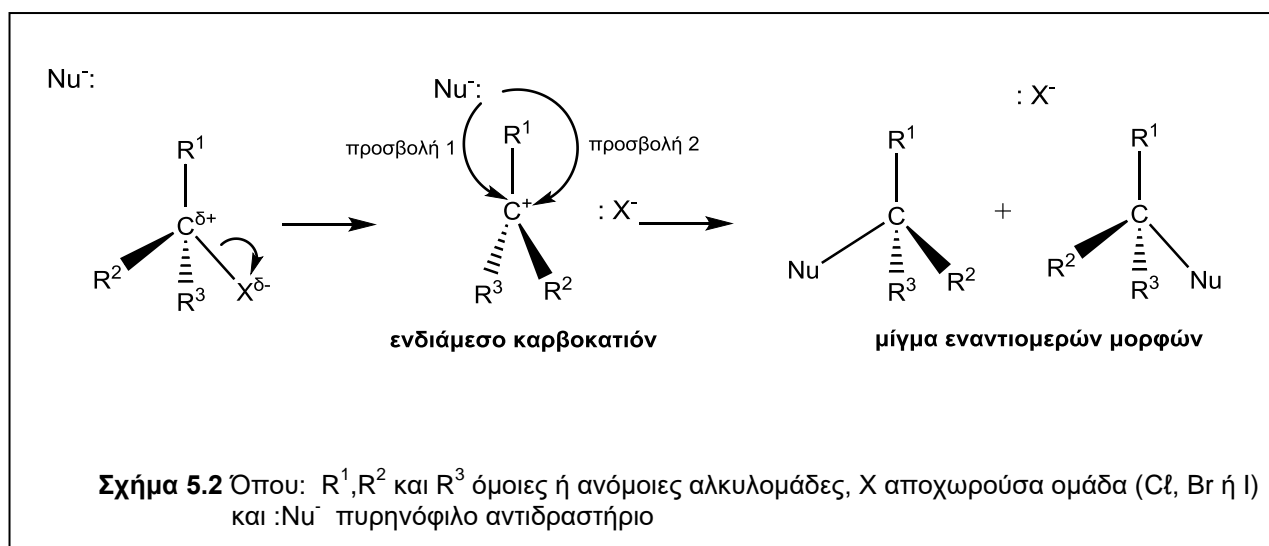 Nu⁻:
Nu⁻:
: X⁻
R¹
R¹
R¹
R¹
προσβολή 1
προσβολή 2
C^δ+
C⁺
: X⁻
C
+
C
R²
R³
X^δ-
R³
R²
Nu
R³
R²
R²
R³
Nu
ενδιάμεσο καρβοκατιόν
μίγμα εναντιομερών μορφών
Σχήμα 5.2 Όπου: R¹,R² και R³ όμοιες ή ανόμοιες αλκυλομάδες, Χ αποχωρούσα ομάδα (Cℓ, Br ή I)
και :Nu⁻ πυρηνόφιλο αντιδραστήριο